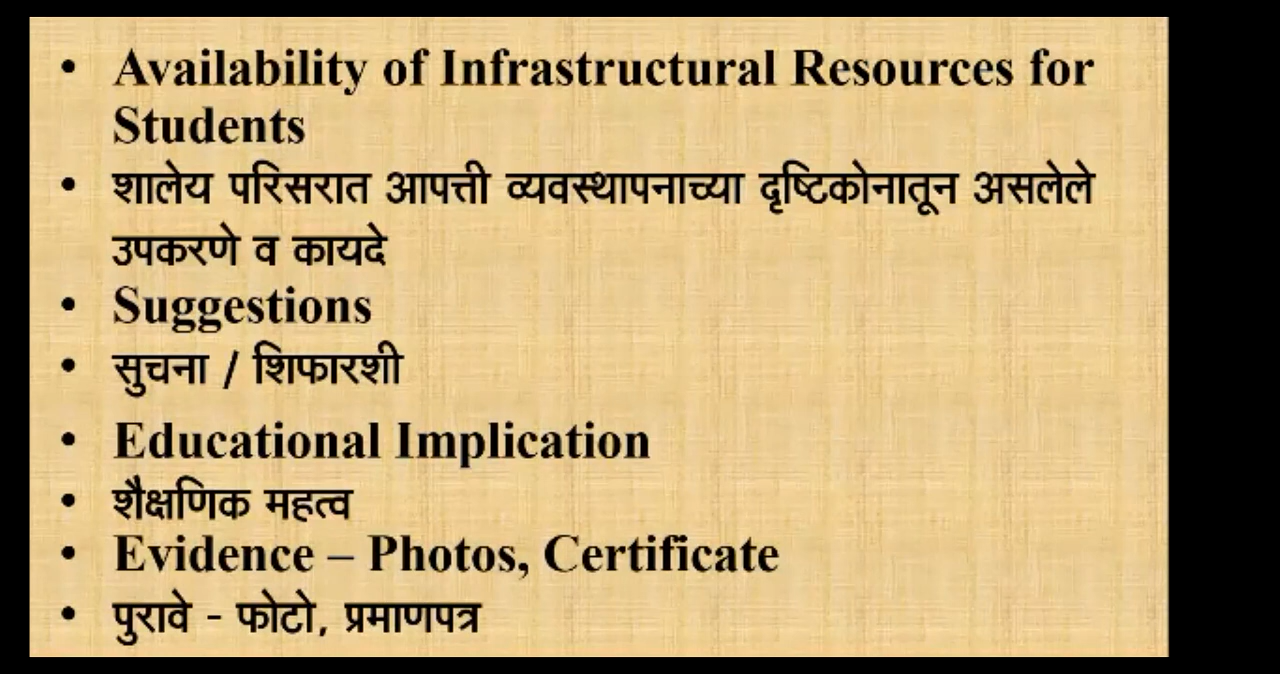 • Availability of Infrastructural Resources for
Students
• शालेय परिसरात आपत्ती व्यवस्थापनाच्या दृष्टिकोनातून असलेले
उपकरणे व कायदे
• Suggestions
• सुचना / शिफारशी
• Educational Implication
• शैक्षणिक महत्व
• Evidence – Photos, Certificate
• पुरावे - फोटो, प्रमाणपत्र